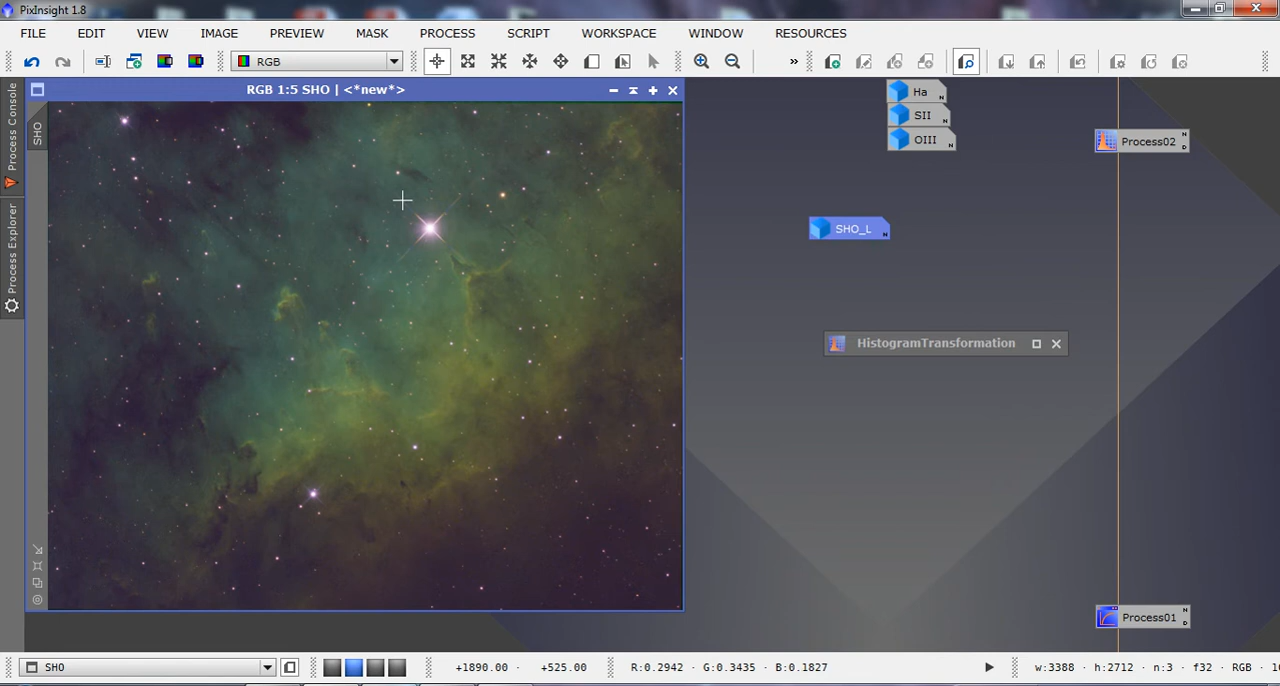 PixInsight 1.8
FILE EDIT VIEW IMAGE PREVIEW MASK PROCESS SCRIPT WORKSPACE WINDOW RESOURCES
RGB
»
RGB 1:5 SHO | <*new*>
SHO
Process Console
Process Explorer
Ha N
SII N
OIII N
Process02 N D
SHO_L N
HistogramTransformation
Process01 N D
SHO
+1890.00 · +525.00
R:0.2942 · G:0.3435 · B:0.1827
w:3388 · h:2712 · n:3 · f32 · RGB ·